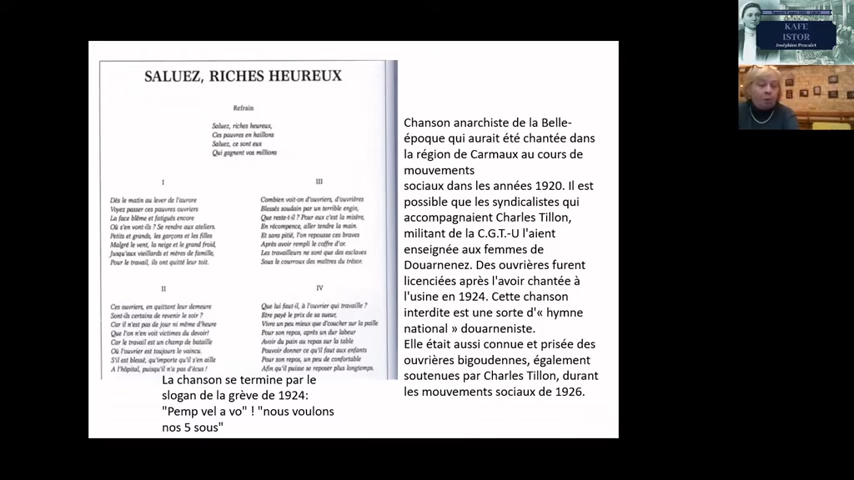 SALUEZ, RICHES HEUREUX
Refrain
Saluez, riches heureux,
Ces pauvres en haillons
Saluez, ce sont eux
Qui gagnent vos millions
I
Dès le matin au lever de l'aurore
Voyez passer ces pauvres ouvriers
La face blême et fatigués encore
Où s'en vont-ils ? Se rendre aux ateliers.
Petits et grands, les garçons et les filles
Malgré le vent, la neige et le grand froid,
Jusqu'aux vieillards et mères de famille,
Pour le travail, ils ont quitté leur toit.
II
Ces ouvriers, en quittant leur demeure
Sont-ils certains de revenir le soir ?
Car il n'est pas de jour ni même d'heure
Que l'on n'en voit victimes du devoir!
Car le travail est un champ de bataille
Où l'ouvrier est toujours le vaincu.
S'il est blessé, qu'importe qu'il s'en aille
A l'hôpital, puisqu'il n'a pas d'écus !
III
Combien voit-on d'ouvriers, d'ouvrières
Blessés soudain par un terrible engin,
Que reste-t-il ? Pour eux c'est la misère,
En récompence, aller tendre la main.
Et sans pitié, l'on repousse ces braves
Après avoir rempli le coffre d'or.
Les travailleurs ne sont que des esclaves
Sous le courroux des maîtres du trésor.
IV
Que lui faut-il, à l'ouvrier qui travaille ?
Etre payé le prix de sa sueur,
Vivre un peu mieux que d'coucher sur la paille
Pour son repos, après un dur labeur
Avoir du pain au repas sur la table
Pouvoir donner ce qu'il faut aux enfants
Pour son repos, un peu de confortable
Afin qu'il puisse se reposer plus longtemps.
La chanson se termine par le
slogan de la grève de 1924:
"Pemp vel a vo" ! "nous voulons
nos 5 sous"
Chanson anarchiste de la Belle-
époque qui aurait été chantée dans
la région de Carmaux au cours de
mouvements
sociaux dans les années 1920. Il est
possible que les syndicalistes qui
accompagnaient Charles Tillon,
militant de la C.G.T.-U l'aient
enseignée aux femmes de
Douarnenez. Des ouvrières furent
licenciées après l'avoir chantée à
l'usine en 1924. Cette chanson
interdite est une sorte d'« hymne
national » douarneniste.
Elle était aussi connue et prisée des
ouvrières bigoudennes, également
soutenues par Charles Tillon, durant
les mouvements sociaux de 1926.
KAFE
ISTOR
Joséphine Pencalet